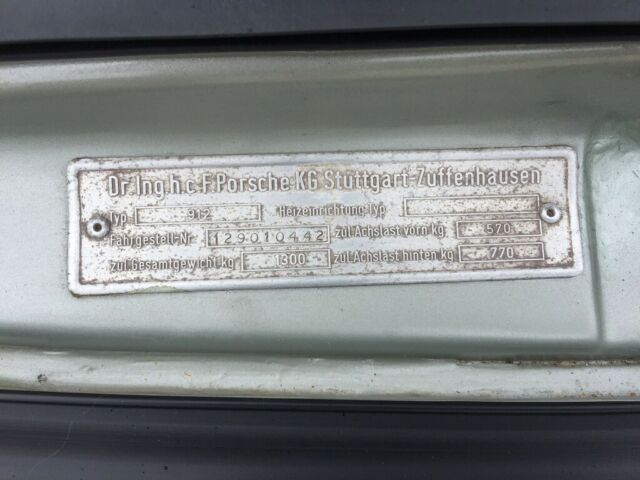 Dr.Ing.h.c.F.Porsche KG Stuttgart-Zuffenhausen
Typ 912 Heizeinrichtung-Typ
Fahrgestell-Nr. 129010442 zul.Achslast vorn kg 570
zul.Gesamtgewicht kg 1300 zul.Achslast hinten kg 770